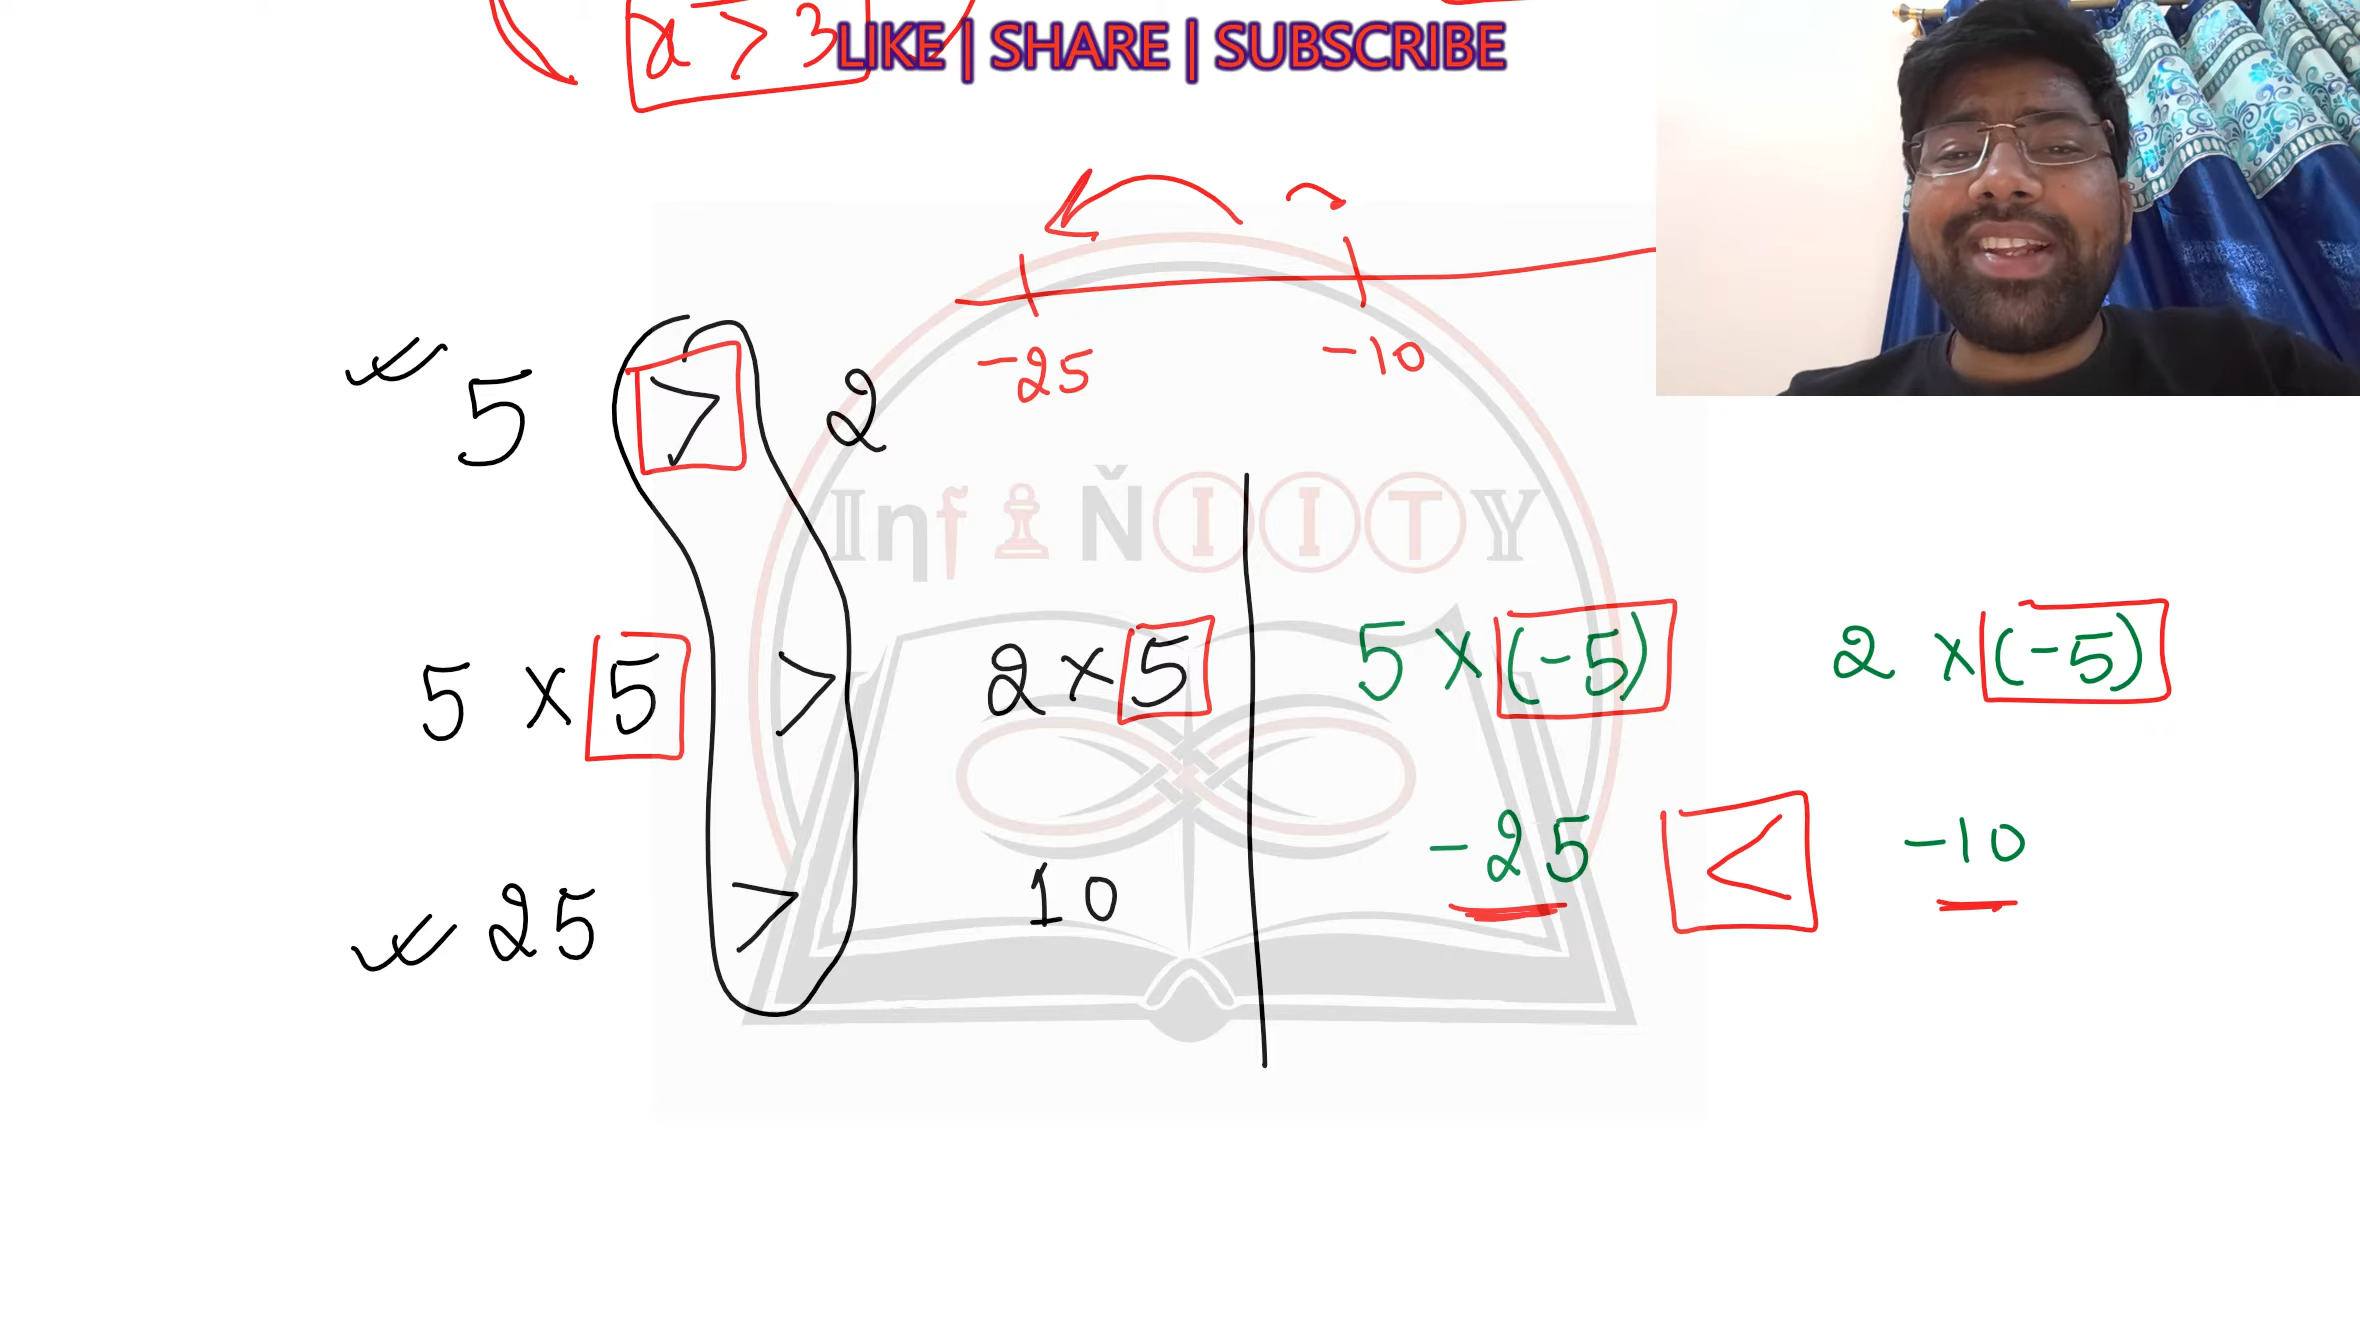 x > 3
LIKE | SHARE | SUBSCRIBE
-25 -10
5 > 2
InfIŇIITY
5 × 5 > 2 × 5
5 × (-5) 2 × (-5)
25 > 10
-25 < -10